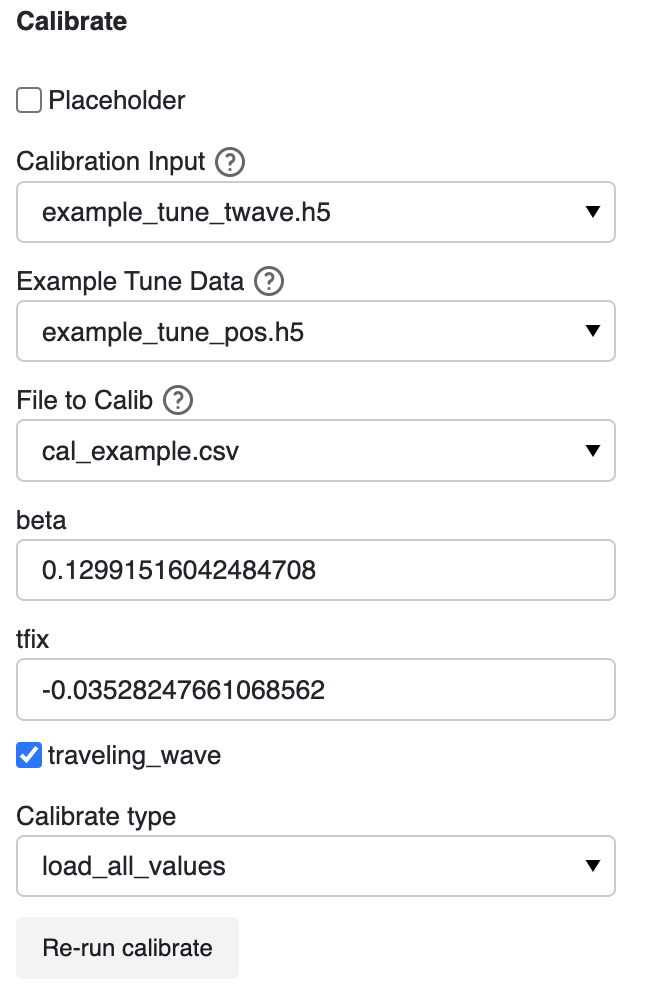 Calibrate
Placeholder
Calibration Input ?
example_tune_twave.h5
Example Tune Data ?
example_tune_pos.h5
File to Calib ?
cal_example.csv
beta
0.12991516042484708
tfix
-0.03528247661068562
traveling_wave
Calibrate type
load_all_values
Re-run calibrate